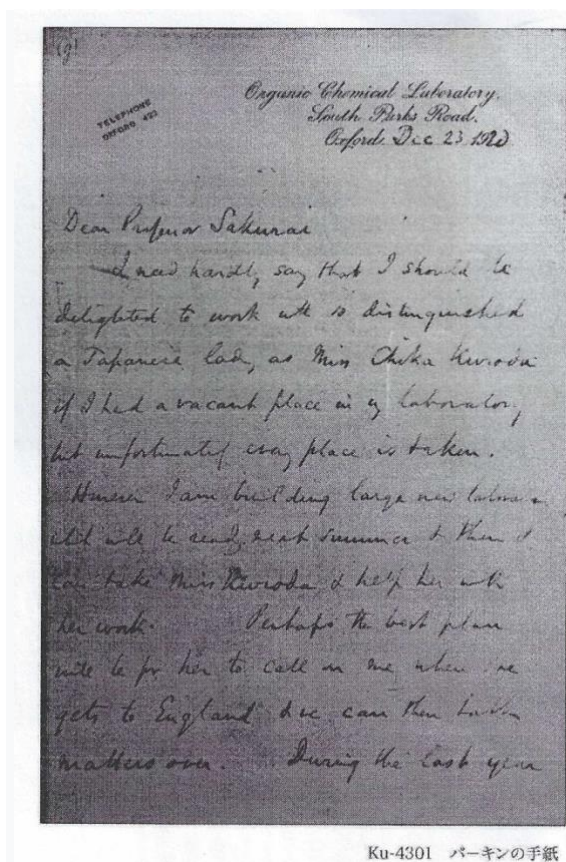 (9)
TELEPHONE
OXFORD 423
Organic Chemical Laboratory.
South Parks Road.
Oxford. Dec 23 1920
Dear Professor Sakurai
I need hardly say that I should be
delighted to work with so distinguished
a Japanese lady as Miss Chika Kuroda
if I had a vacant place in my laboratory
but unfortunately every place is taken.
However I am building large new
will be ready next summer & then I
can take Miss Kuroda & help her with
her work. Perhaps the best plan
will be for her to call on me when she
gets to England & we can then talk
matters over. During the last year
Ku-4301 パーキンの手紙